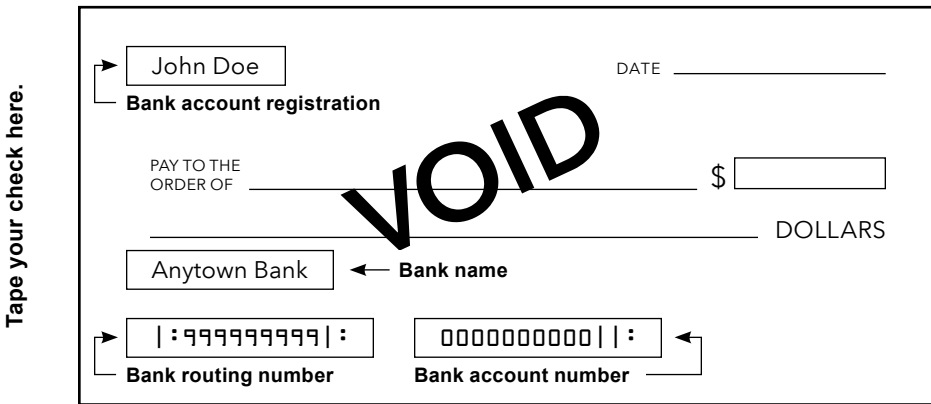 Tape your check here.
John Doe
DATE
Bank account registration
VOID
PAY TO THE
ORDER OF
$
DOLLARS
Anytown Bank
Bank name
|:999999999|:
0000000000||:
Bank routing number
Bank account number